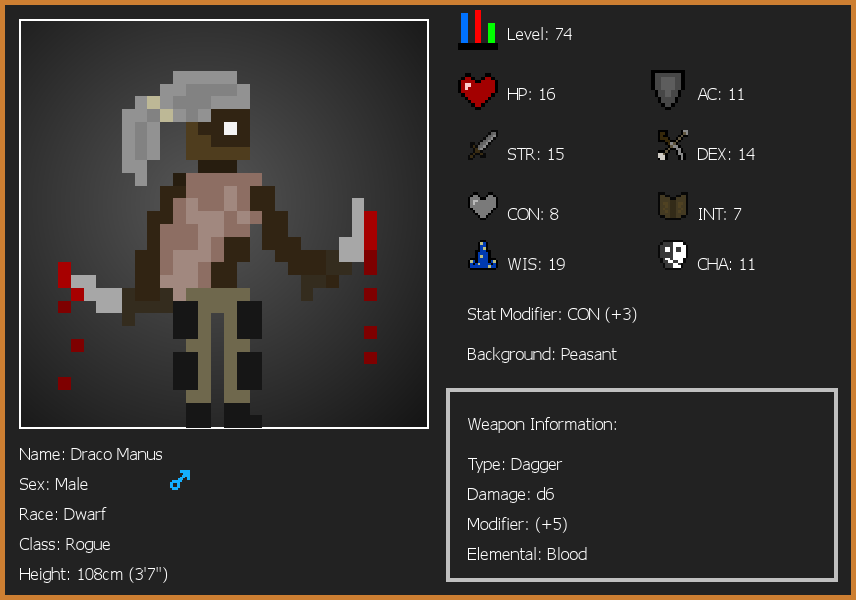 Level: 74
HP: 16
AC: 11
STR: 15
DEX: 14
CON: 8
INT: 7
WIS: 19
CHA: 11
Stat Modifier: CON (+3)
Background: Peasant
Weapon Information:
Type: Dagger
Damage: d6
Modifier: (+5)
Elemental: Blood
Name: Draco Manus
Sex: Male
Race: Dwarf
Class: Rogue
Height: 108cm (3'7")